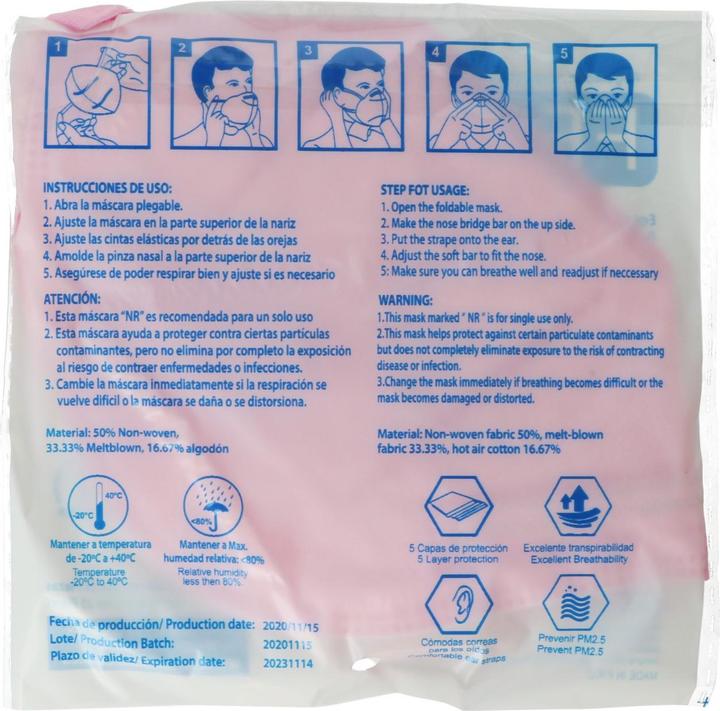 1
2
3
4
5
INSTRUCCIONES DE USO:
1. Abra la máscara plegable.
2. Ajuste la máscara en la parte superior de la nariz
3. Ajuste las cintas elásticas por detrás de las orejas
4. Amolde la pinza nasal a la parte superior de la nariz
5. Asegúrese de poder respirar bien y ajuste si es necesario
ATENCIÓN:
1. Esta máscara "NR" es recomendada para un solo uso
2. Esta máscara ayuda a proteger contra ciertas partículas
contaminantes, pero no elimina por completo la exposición
al riesgo de contraer enfermedades o infecciones.
3. Cambie la máscara inmediatamente si la respiración se
vuelve difícil o la máscara se daña o se distorsiona.
Material: 50% Non-woven,
33.33% Meltblown, 16.67% algodón
STEP FOT USAGE:
1. Open the foldable mask.
2. Make the nose bridge bar on the up side.
3. Put the strape onto the ear.
4. Adjust the soft bar to fit the nose.
5: Make sure you can breathe well and readjust if neccessary
WARNING:
1.This mask marked " NR " is for single use only.
2.This mask helps protect against certain particulate contaminants
but does not completely eliminate exposure to the risk of contracting
disease or infection.
3.Change the mask immediately if breathing becomes difficult or the
mask becomes damaged or distorted.
Material: Non-woven fabric 50%, melt-blown
fabric 33.33%, hot air cotton 16.67%
40°C
-20°C
Mantener a temperatura
de -20ºC a +40ºC
Temperature
-20°C to 40°C
<80%
Mantener a Max.
humedad relativa: <80%
Relative humidity
less then 80%
5 Capas de protección
5 Layer protection
Excelente transpirabilidad
Excellent Breathability
Cómodas correas
para los oídos
Comfortable ear straps
Prevenir PM2.5
Prevent PM2.5
Fecha de producción/ Production date: 2020/11/15
Lote/ Production Batch: 20201115
Plazo de validez/ Expiration date: 20231114